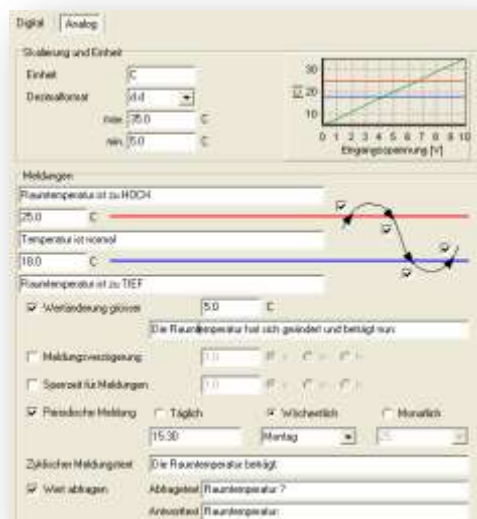 Digital Analog
Skalierung und Einheit
Einheit C
Dezimalformat d.d
max. 35.0 C
min. 5.0 C
[C]
30
20
10
0 1 2 3 4 5 6 7 8 9 10
Eingangsspannung [V]
Meldungen
Raumtemperatur ist zu HOCH
25.0 C
Temperatur ist normal
18.0 C
Raumtemperatur ist zu TIEF
Wertänderung grösser 5.0 C
Die Raumtemperatur hat sich geändert und beträgt nun:
Meldungsverzögerung 1.0
Sperrzeit für Meldungen 1.0
Periodische Meldung Täglich Wöchentlich Monatlich
15:30 Montag 25.
Zyklischer Meldungstext Die Raumtemperatur beträgt
Wert abfragen Abfragetext Raumtemperatur ?
Antworttext Raumtemperatur: